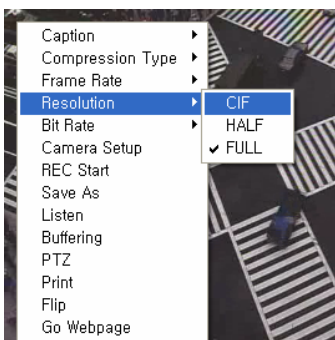 Caption
Compression Type
Frame Rate
Resolution
CIF
Bit Rate
HALF
Camera Setup
FULL
REC Start
Save As
Listen
Buffering
PTZ
Print
Flip
Go Webpage